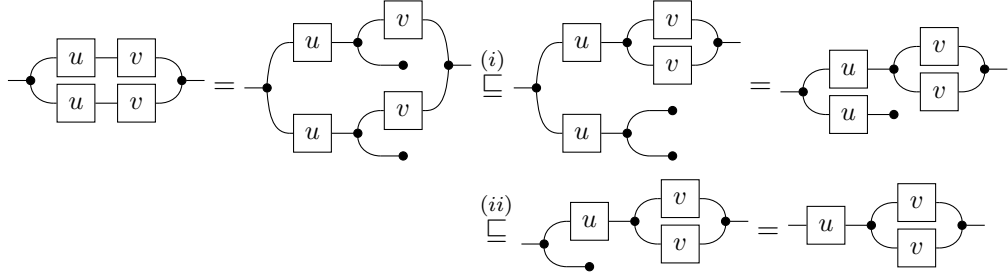 u v u v = u v u v (i) ⊑ u v v u = u v v u
(ii) ⊑ u v v = u v v